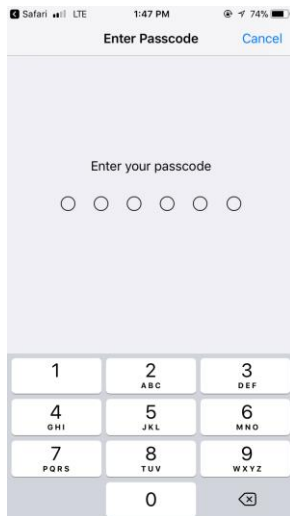 Safari LTE 1:47 PM 74%
Enter Passcode Cancel
Enter your passcode
1 2 3
ABC DEF
4 5 6
GHI JKL MNO
7 8 9
PQRS TUV WXYZ
0